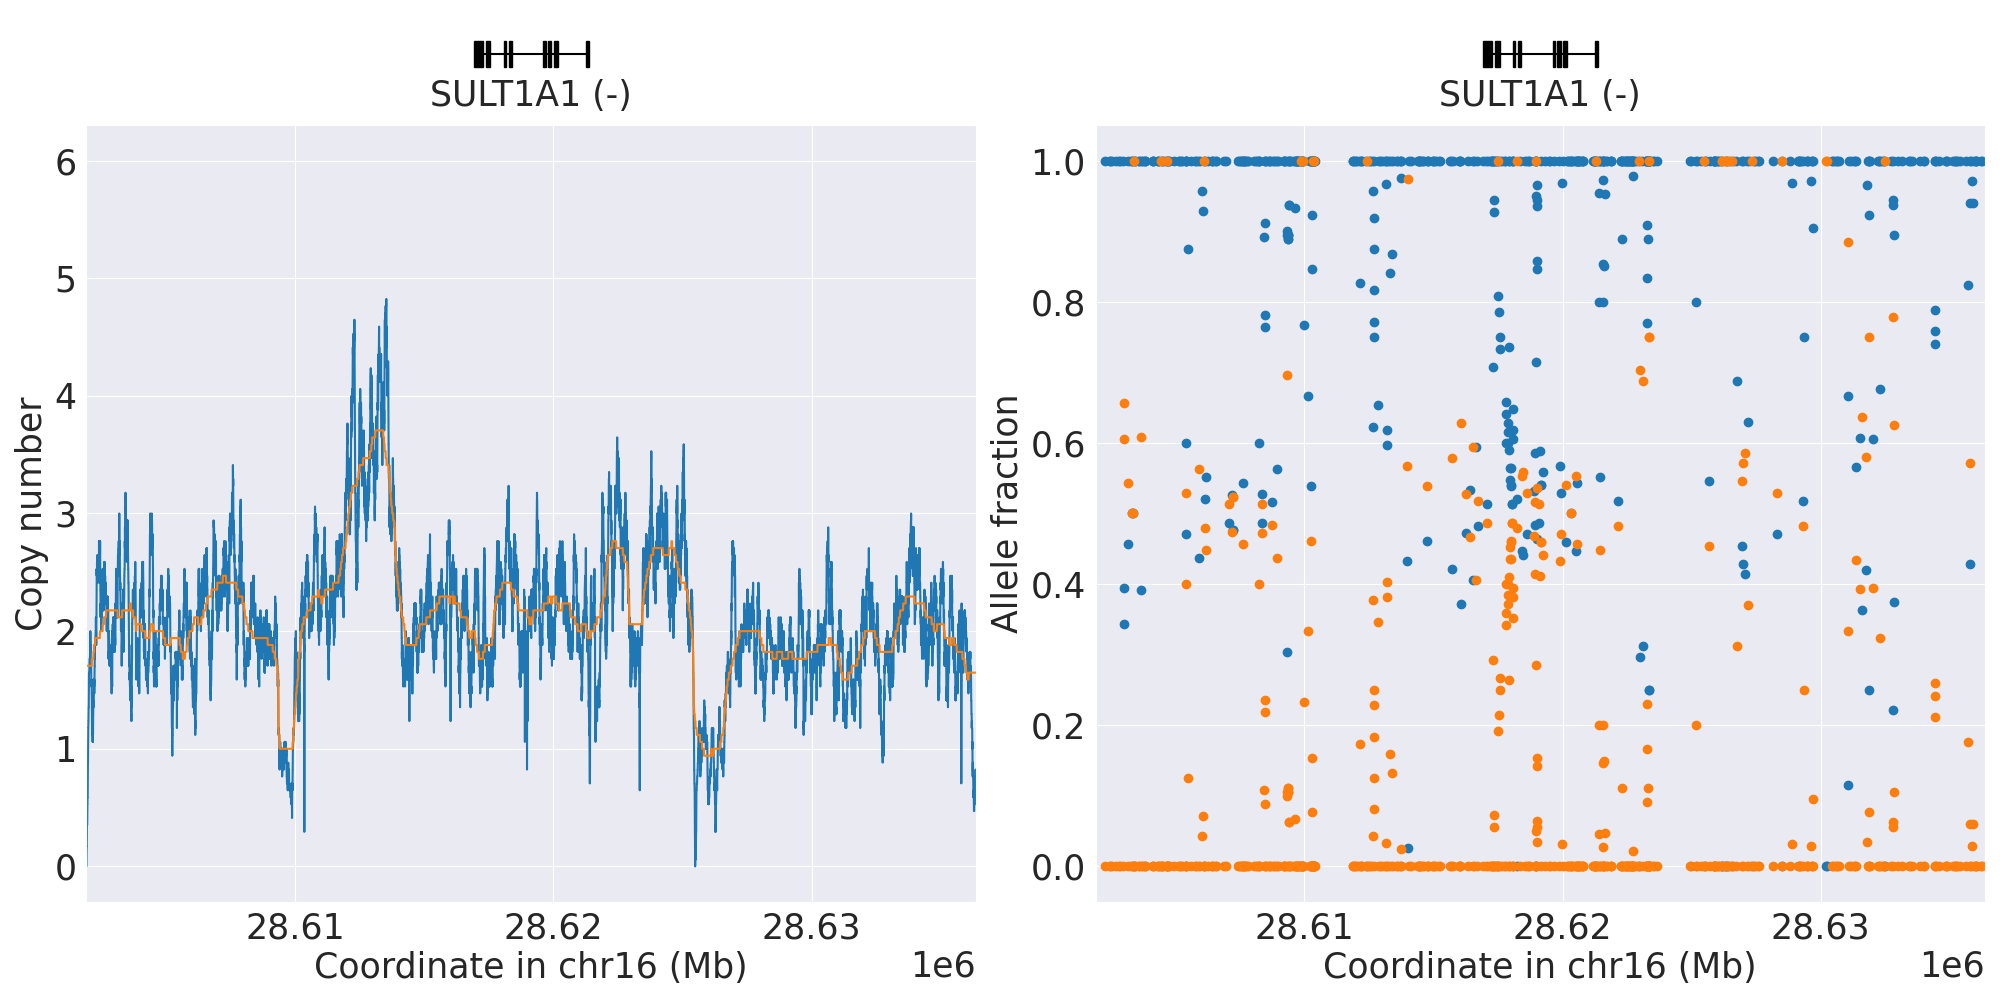 SULT1A1 (-)
Copy number
6
5
4
3
2
1
0
28.61
28.62
28.63
Coordinate in chr16 (Mb)
1e6
SULT1A1 (-)
Allele fraction
1.0
0.8
0.6
0.4
0.2
0.0
28.61
28.62
28.63
Coordinate in chr16 (Mb)
1e6